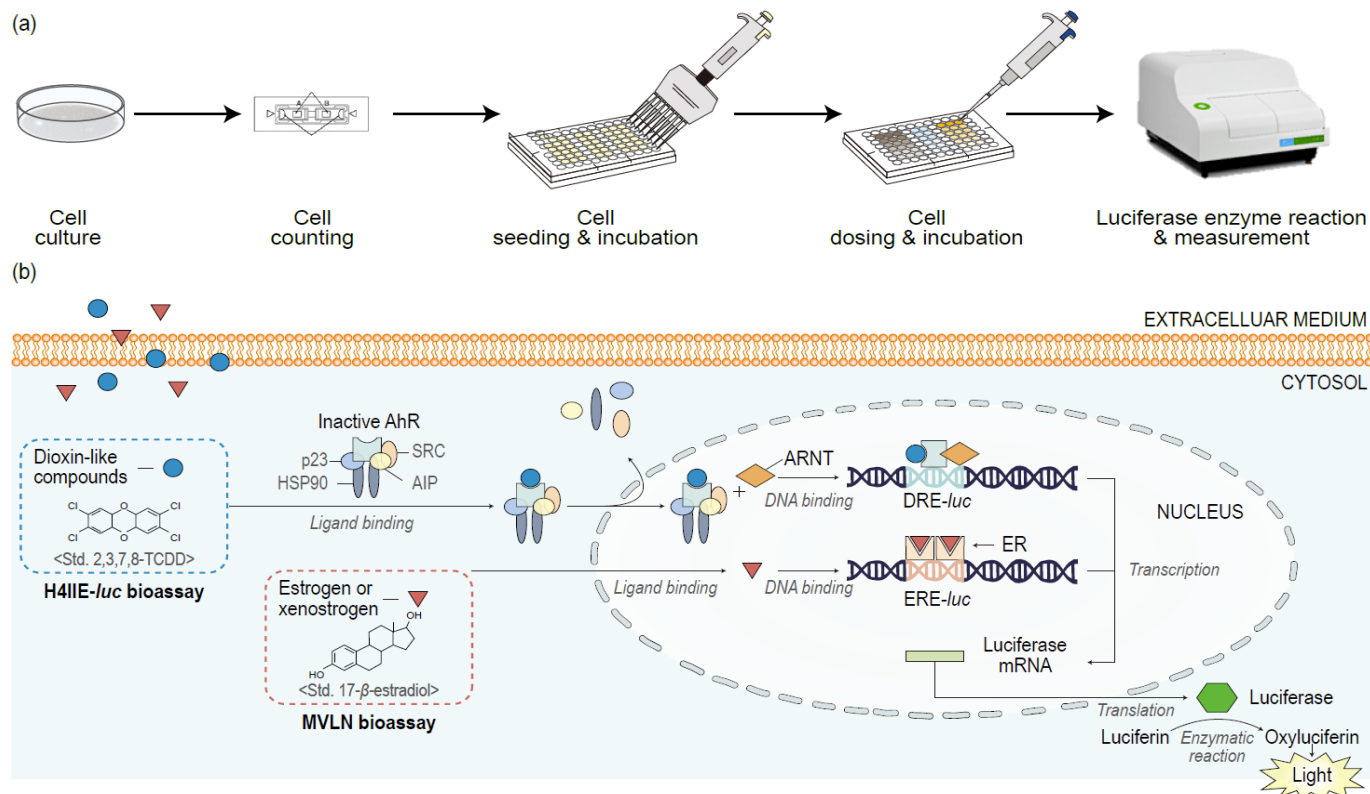 (a)
A
B
Cell
culture
Cell
counting
Cell
seeding & incubation
Cell
dosing & incubation
Luciferase enzyme reaction
& measurement
(b)
EXTRACELLUAR MEDIUM
CYTOSOL
Inactive AhR
p23
SRC
HSP90
AIP
Dioxin-like
compounds
Cl
Cl
O
O
Cl
Cl
<Std. 2,3,7,8-TCDD>
H4IIE-luc bioassay
Ligand binding
+
ARNT
DNA binding
DRE-luc
NUCLEUS
Estrogen or
xenostrogen
OH
HO
<Std. 17-β-estradiol>
MVLN bioassay
Ligand binding
DNA binding
ER
ERE-luc
Transcription
Luciferase
mRNA
Translation
Luciferase
Luciferin
Enzymatic
reaction
Oxyluciferin
Light